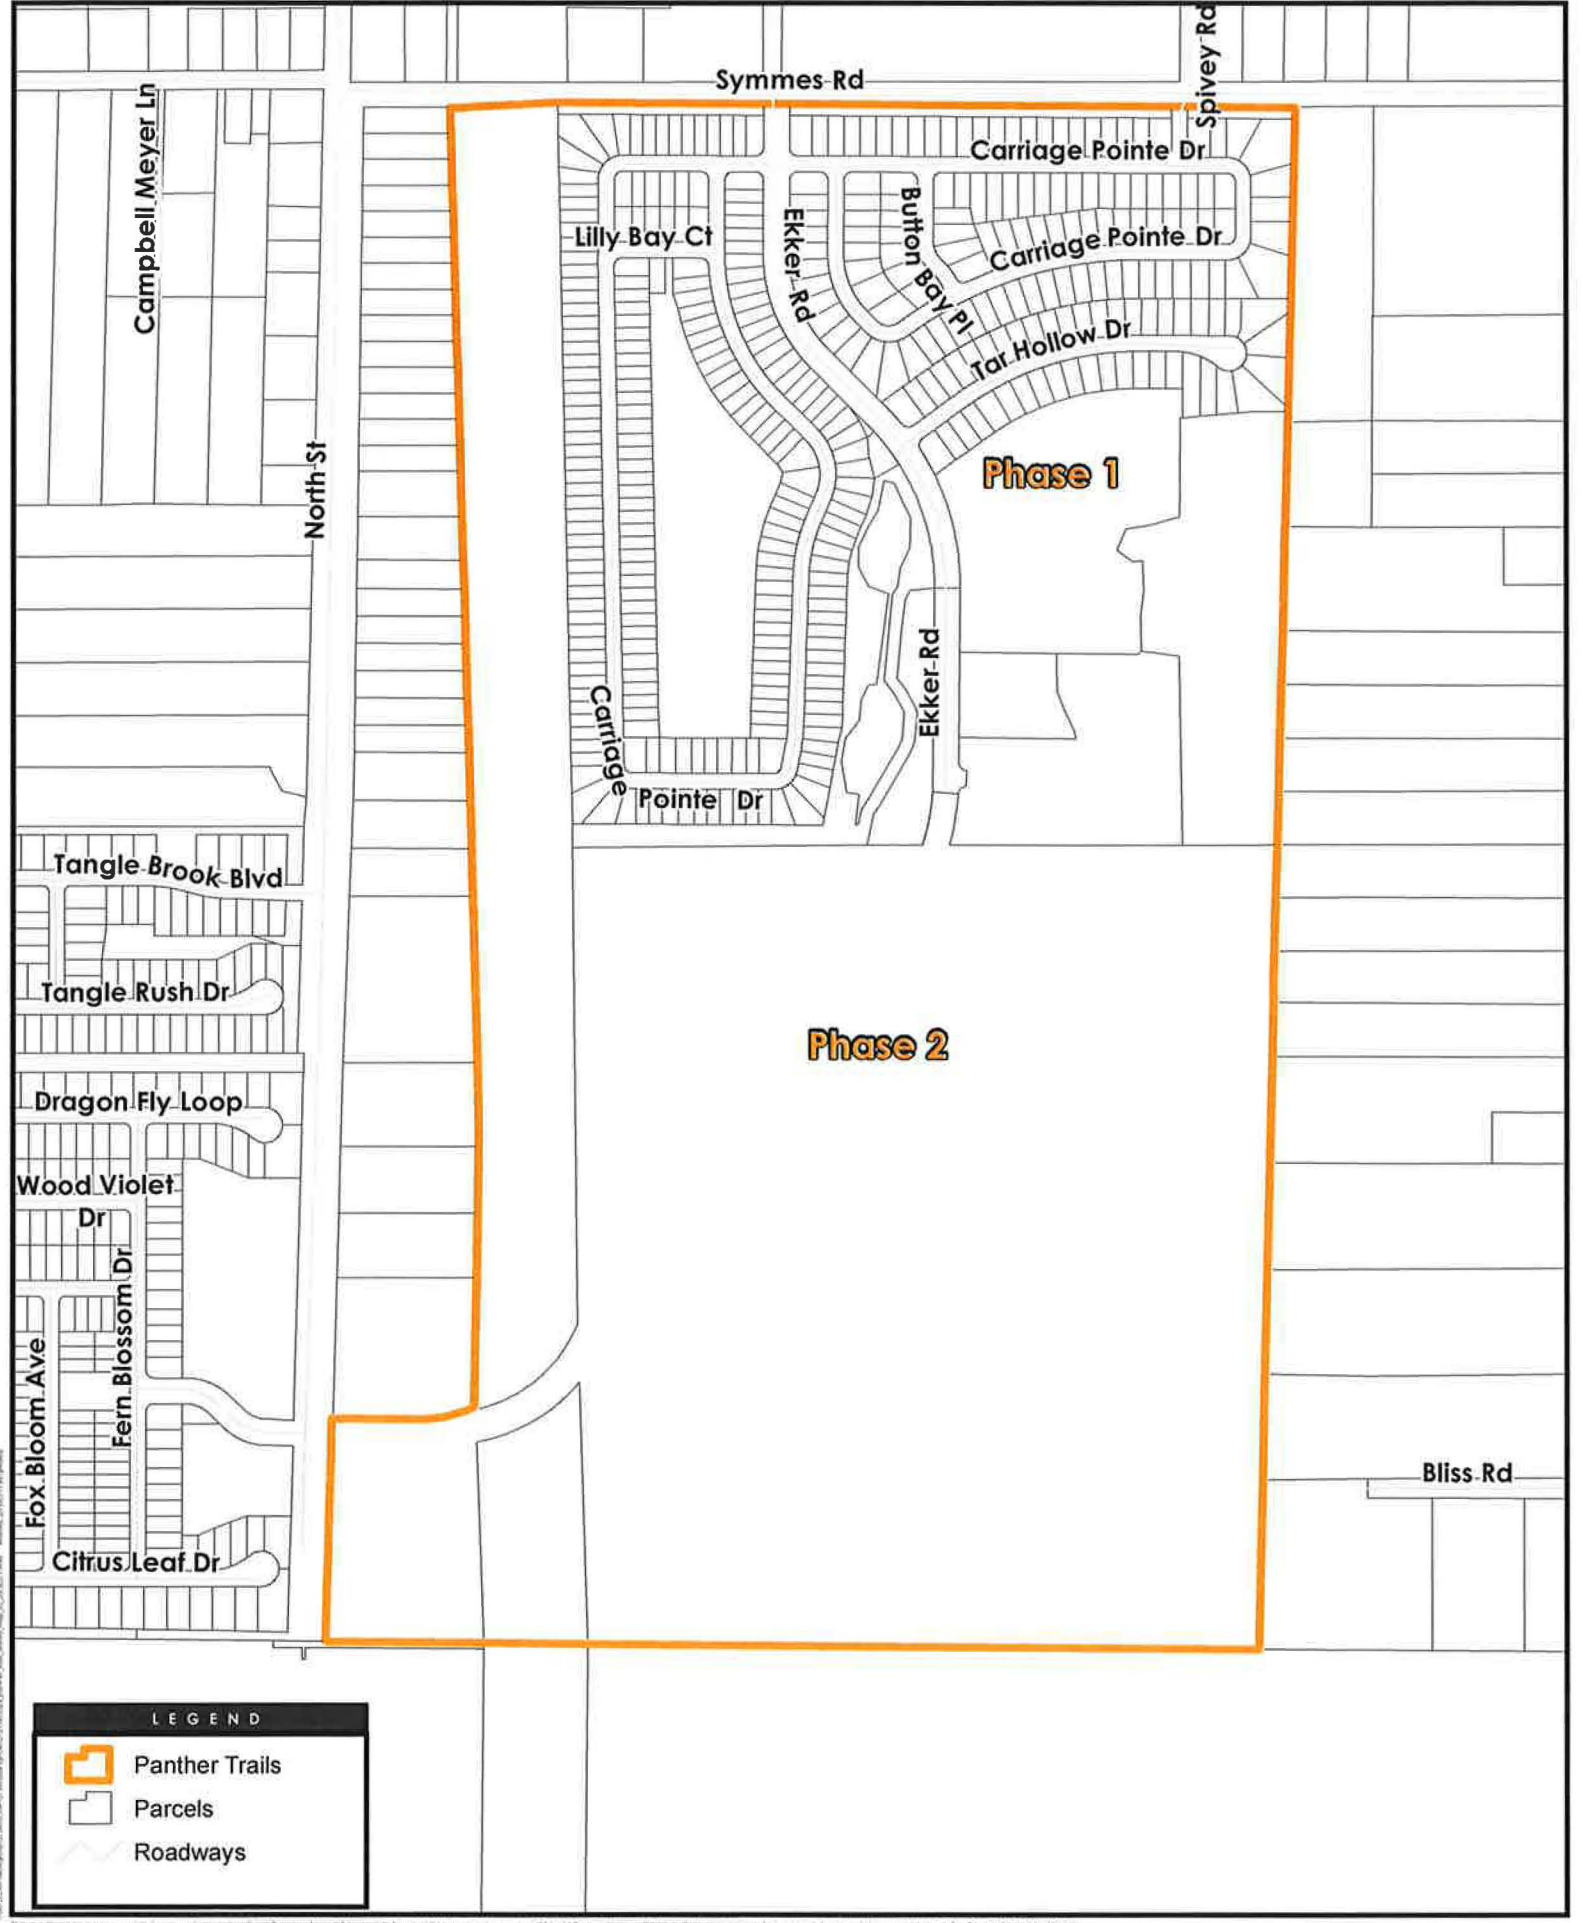 Symmes Rd
Spivey Rd
Campbell Meyer Ln
Carriage Pointe Dr
Button Bay Pl
Ekker Rd
Lilly Bay Ct
Carriage Pointe Dr
Tar Hollow Dr
North St
Phase 1
Ekker Rd
Carriage
Pointe Dr
Tangle Brook Blvd
Tangle Rush Dr
Phase 2
Dragon Fly Loop
Wood Violet
Dr
Fern Blossom Dr
Fox Bloom Ave
Bliss Rd
Citrus Leaf Dr
LEGEND
Panther Trails
Parcels
Roadways